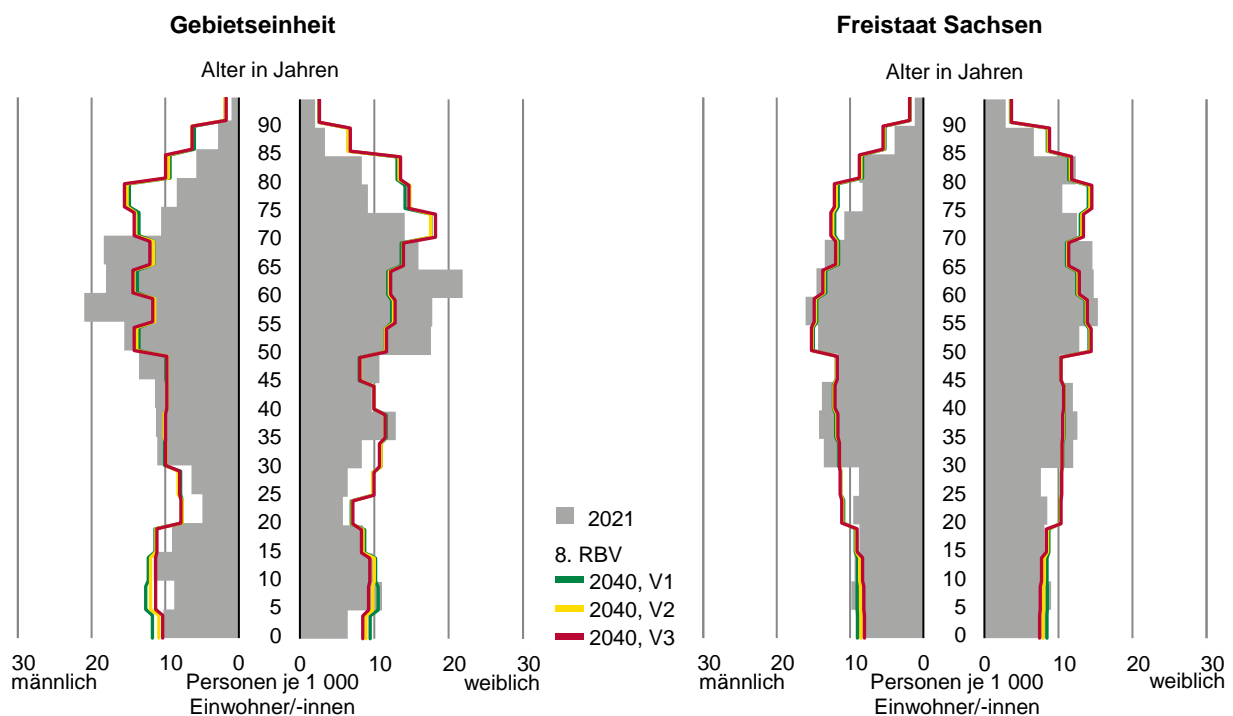 Gebietseinheit
Alter in Jahren
90
85
80
75
70
65
60
55
50
45
40
35
30
25
20
15
10
5
0
30 20 10 0 0 10 20 30
männlich Personen je 1 000 weiblich
Einwohner/-innen
2021
8. RBV
2040, V1
2040, V2
2040, V3
Freistaat Sachsen
Alter in Jahren
90
85
80
75
70
65
60
55
50
45
40
35
30
25
20
15
10
5
0
30 20 10 0 0 10 20 30
männlich Personen je 1 000 weiblich
Einwohner/-innen